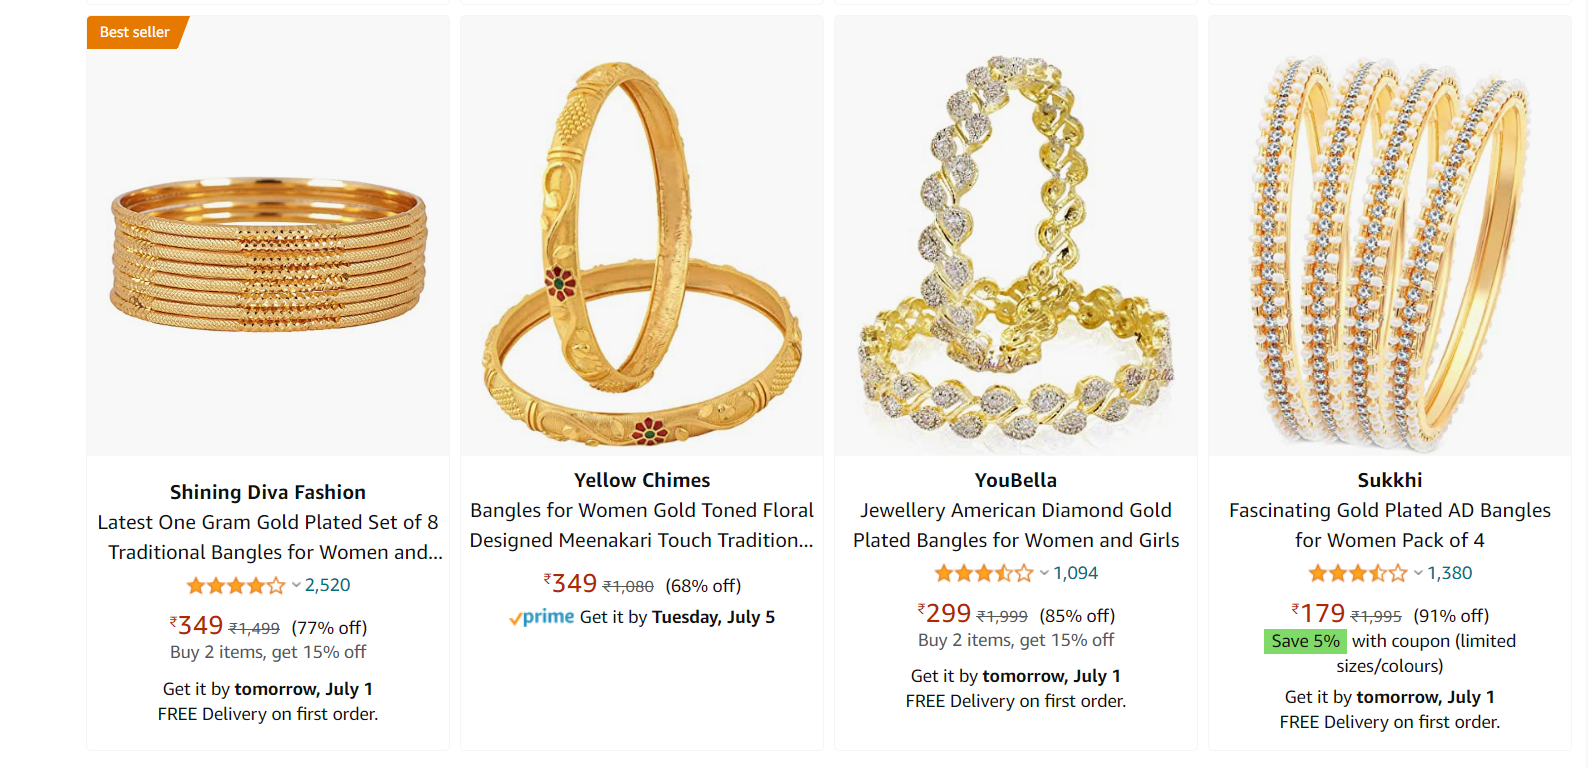 Best seller
Shining Diva Fashion
Latest One Gram Gold Plated Set of 8
Traditional Bangles for Women and...
2,520
₹349 ₹1,499 (77% off)
Buy 2 items, get 15% off
Get it by tomorrow, July 1
FREE Delivery on first order.
Yellow Chimes
Bangles for Women Gold Toned Floral
Designed Meenakari Touch Tradition...
₹349 ₹1,080 (68% off)
prime Get it by Tuesday, July 5
YouBella
YouBella
Jewellery American Diamond Gold
Plated Bangles for Women and Girls
1,094
₹299 ₹1,999 (85% off)
Buy 2 items, get 15% off
Get it by tomorrow, July 1
FREE Delivery on first order.
Sukkhi
Fascinating Gold Plated AD Bangles
for Women Pack of 4
1,380
₹179 ₹1,995 (91% off)
Save 5% with coupon (limited
sizes/colours)
Get it by tomorrow, July 1
FREE Delivery on first order.